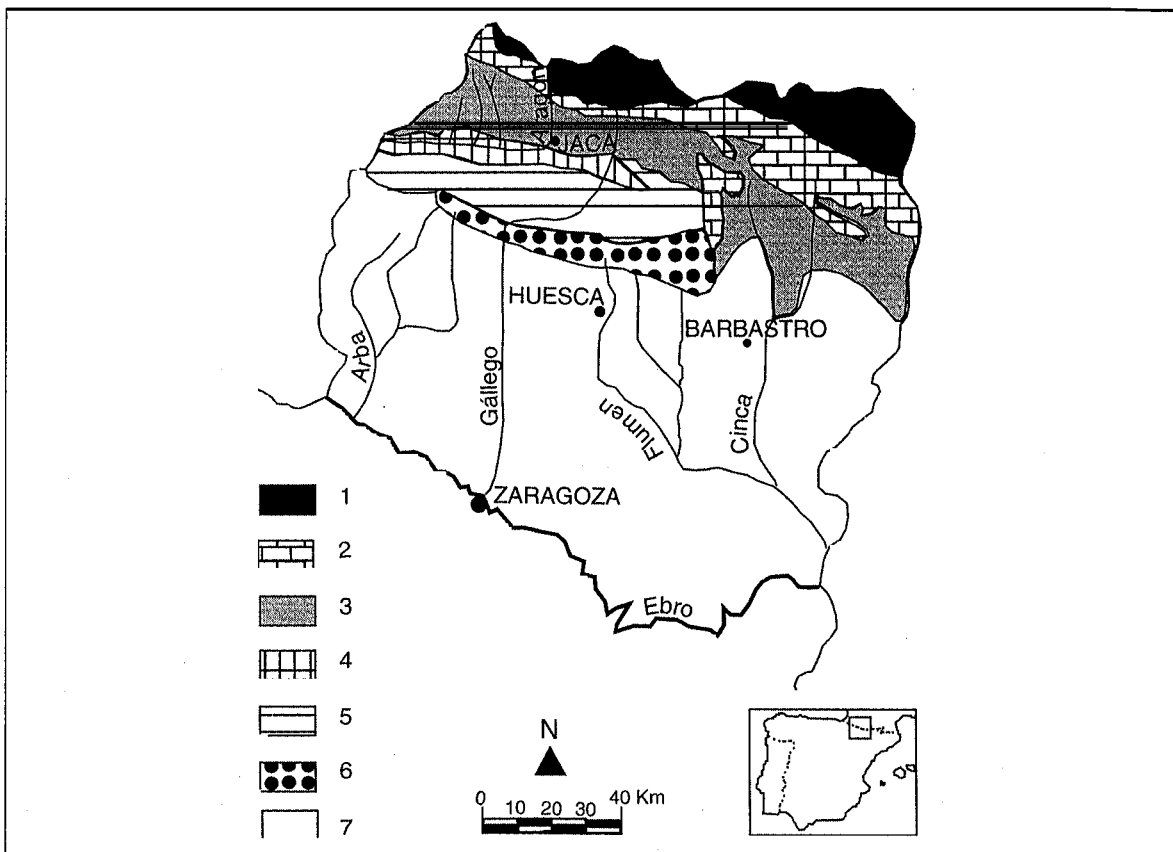 Aragón
JACA
HUESCA
BARBASTRO
Arba
Gállego
Flumen
Cinca
ZARAGOZA
Ebro
1
2
3
4
5
6
7
N
0 10 20 30 40 Km